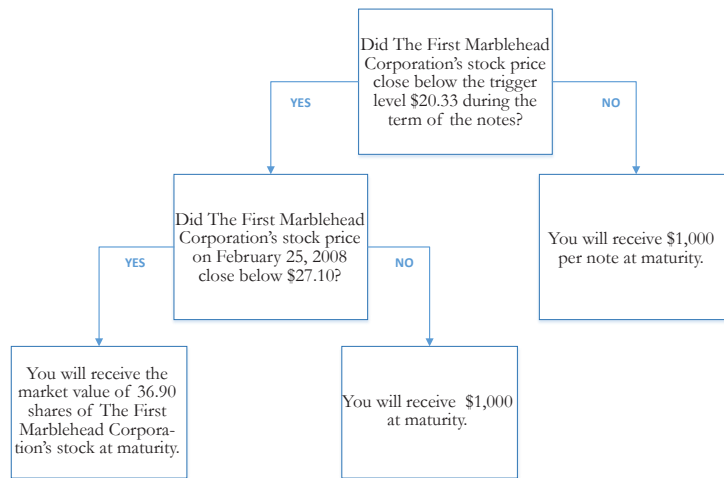 Did The First Marblehead
Corporation’s stock price
close below the trigger
level $20.33 during the
term of the notes?
YES
NO
Did The First Marblehead
Corporation’s stock price
on February 25, 2008
close below $27.10?
You will receive $1,000
per note at maturity.
YES
NO
You will receive the
market value of 36.90
shares of The First
Marblehead Corpora-
tion’s stock at maturity.
You will receive $1,000
at maturity.